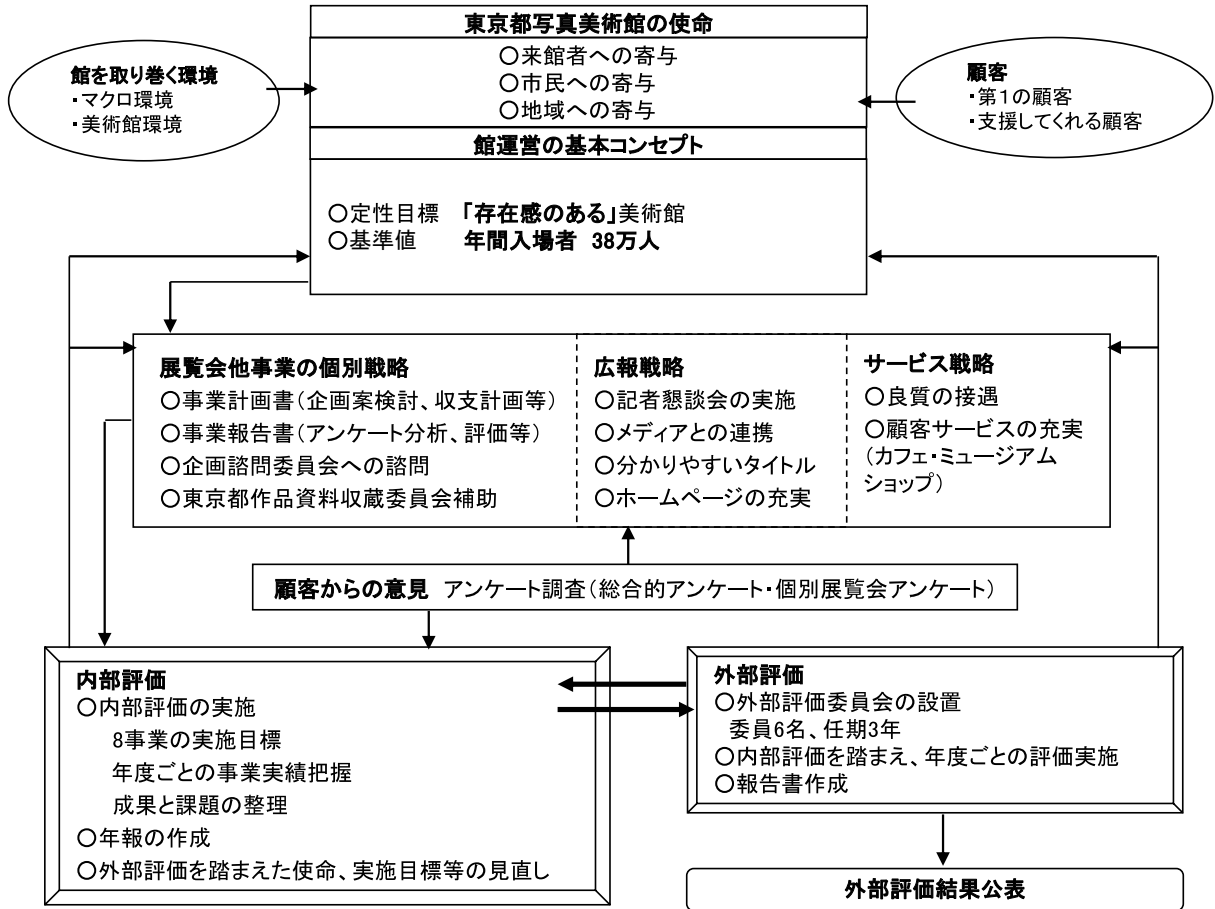 東京都写真美術館の使命
○来館者への寄与
○市民への寄与
○地域への寄与
館を取り巻く環境
・マクロ環境
・美術館環境
顧客
・第1の顧客
・支援してくれる顧客
館運営の基本コンセプト
○定性目標 「存在感のある」美術館
○基準値 年間入場者 38万人
展覧会他事業の個別戦略
○事業計画書(企画案検討、収支計画等)
○事業報告書(アンケート分析、評価等)
○企画諮問委員会への諮問
○東京都作品資料収蔵委員会補助
広報戦略
○記者懇談会の実施
○メディアとの連携
○分かりやすいタイトル
○ホームページの充実
サービス戦略
○良質の接遇
○顧客サービスの充実
(カフェ・ミュージアム
ショップ)
顧客からの意見 アンケート調査(総合的アンケート・個別展覧会アンケート)
内部評価
○内部評価の実施
8事業の実施目標
年度ごとの事業実績把握
成果と課題の整理
○年報の作成
○外部評価を踏まえた使命、実施目標等の見直し
外部評価
○外部評価委員会の設置
委員6名、任期3年
○内部評価を踏まえ、年度ごとの評価実施
○報告書作成
外部評価結果公表